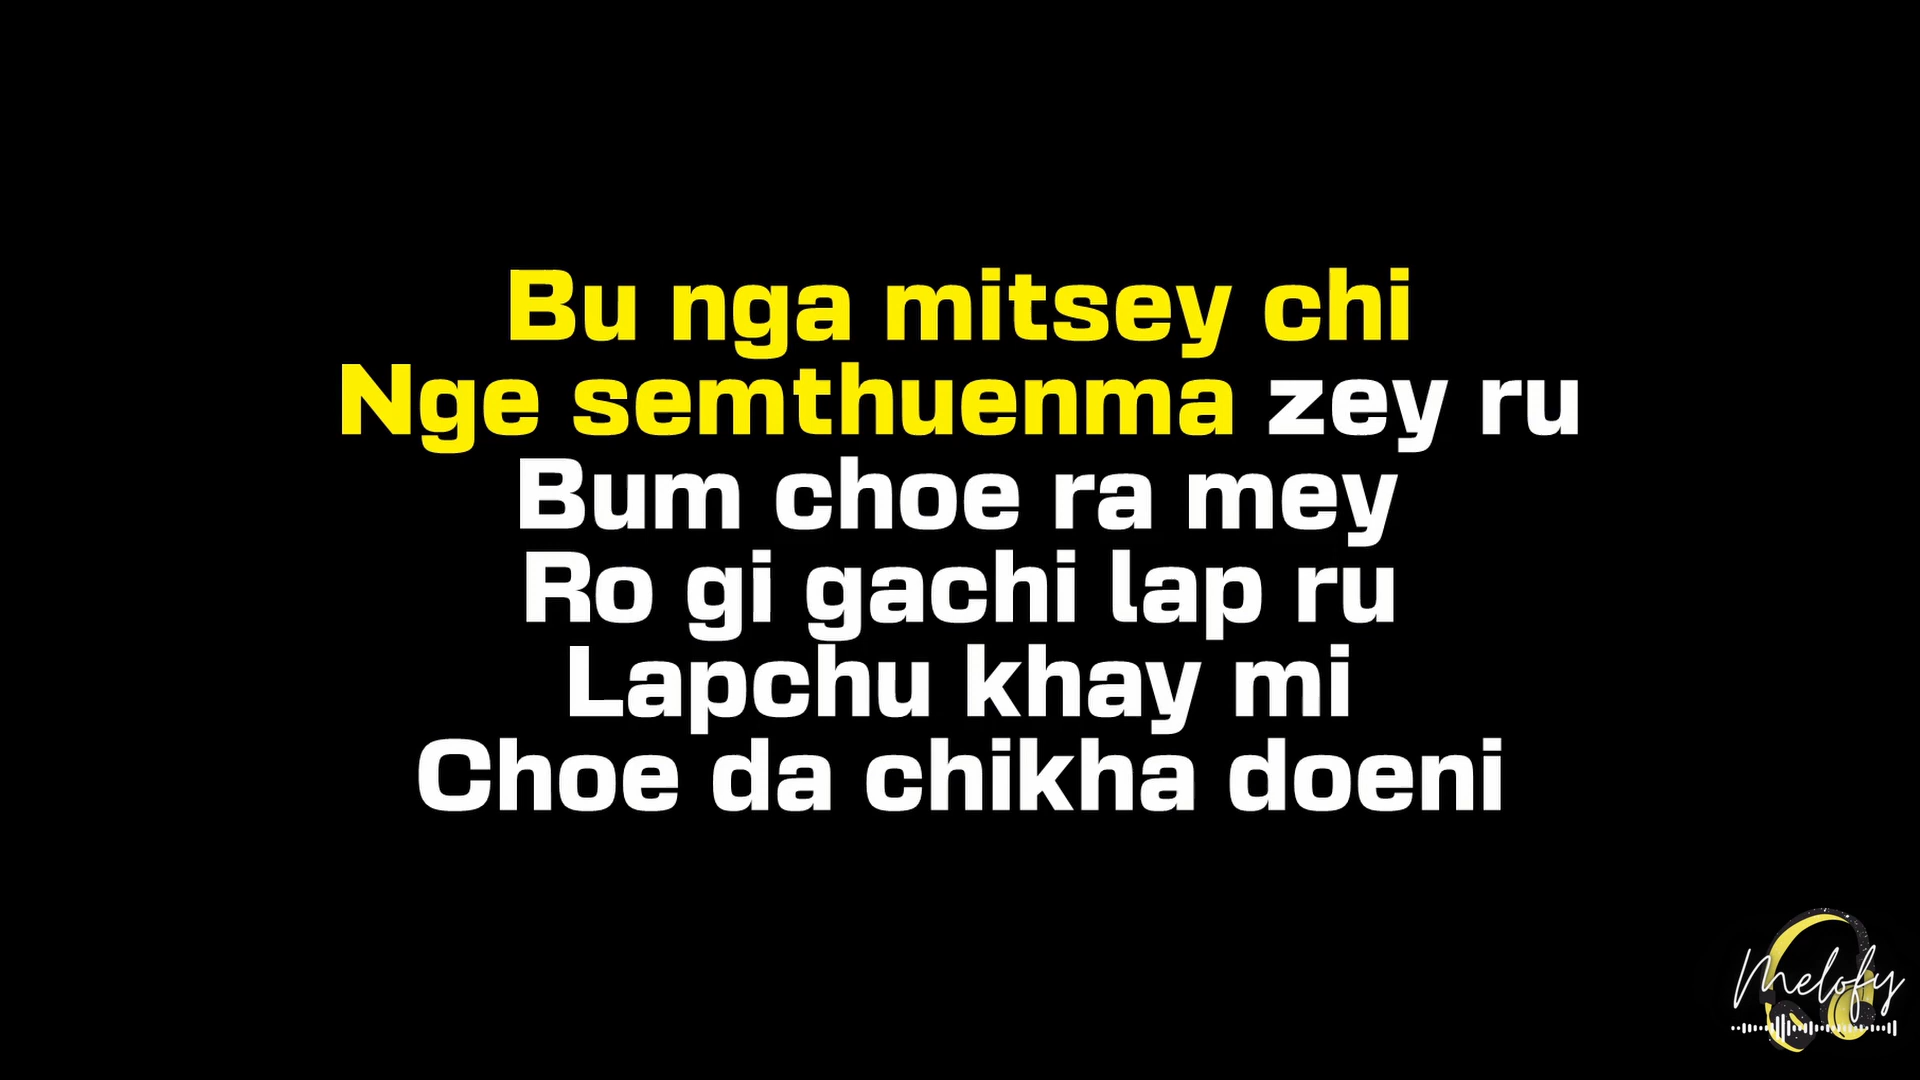 Bu nga mitsey chi
Nge semthuenma zey ru
Bum choe ra mey
Ro gi gachi lap ru
Lapchu khay mi
Choe da chikha doeni
Melofy